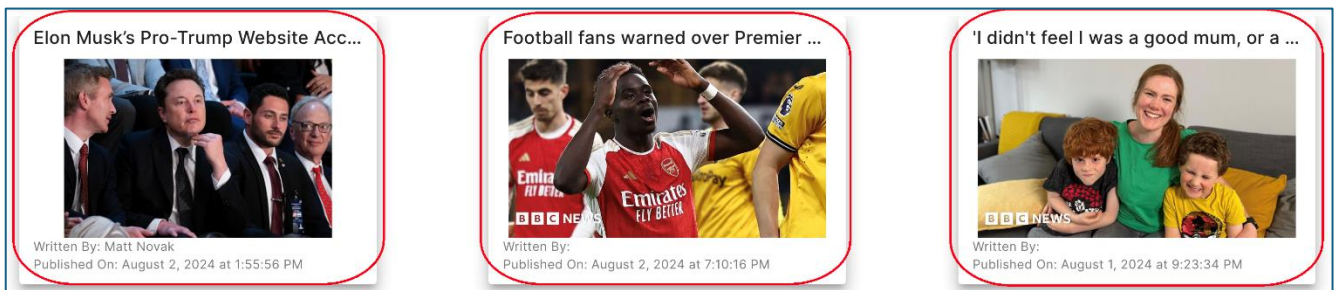 Elon Musk’s Pro-Trump Website Acc...
Written By: Matt Novak
Published On: August 2, 2024 at 1:55:56 PM
Football fans warned over Premier ...
Emirates
FLY BETTER
Emirates
FLY BETTER
BBC NEWS
Written By:
Published On: August 2, 2024 at 7:10:16 PM
'I didn't feel I was a good mum, or a ...
BBC NEWS
Written By:
Published On: August 1, 2024 at 9:23:34 PM